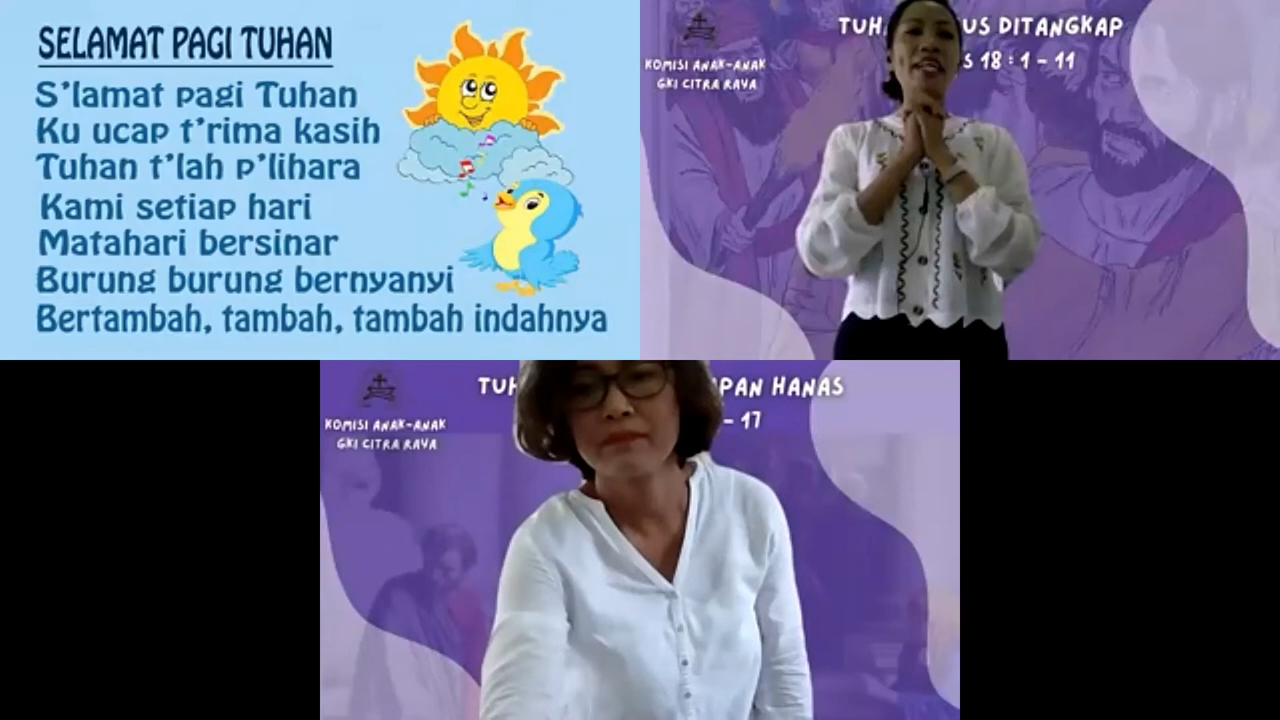 SELAMAT PAGI TUHAN
S'lamat pagi Tuhan
Ku ucap t'rima kasih
Tuhan t'lah p'lihara
Kami setiap hari
Matahari bersinar
Burung burung bernyanyi
Bertambah, tambah, tambah indahnya
DITANGKAP
18 : 1 - 11
KOMISI ANAK-ANAK
GKI CITRA RAYA
HANAS
- 17
KOMISI ANAK-ANAK
GKI CITRA RAYA